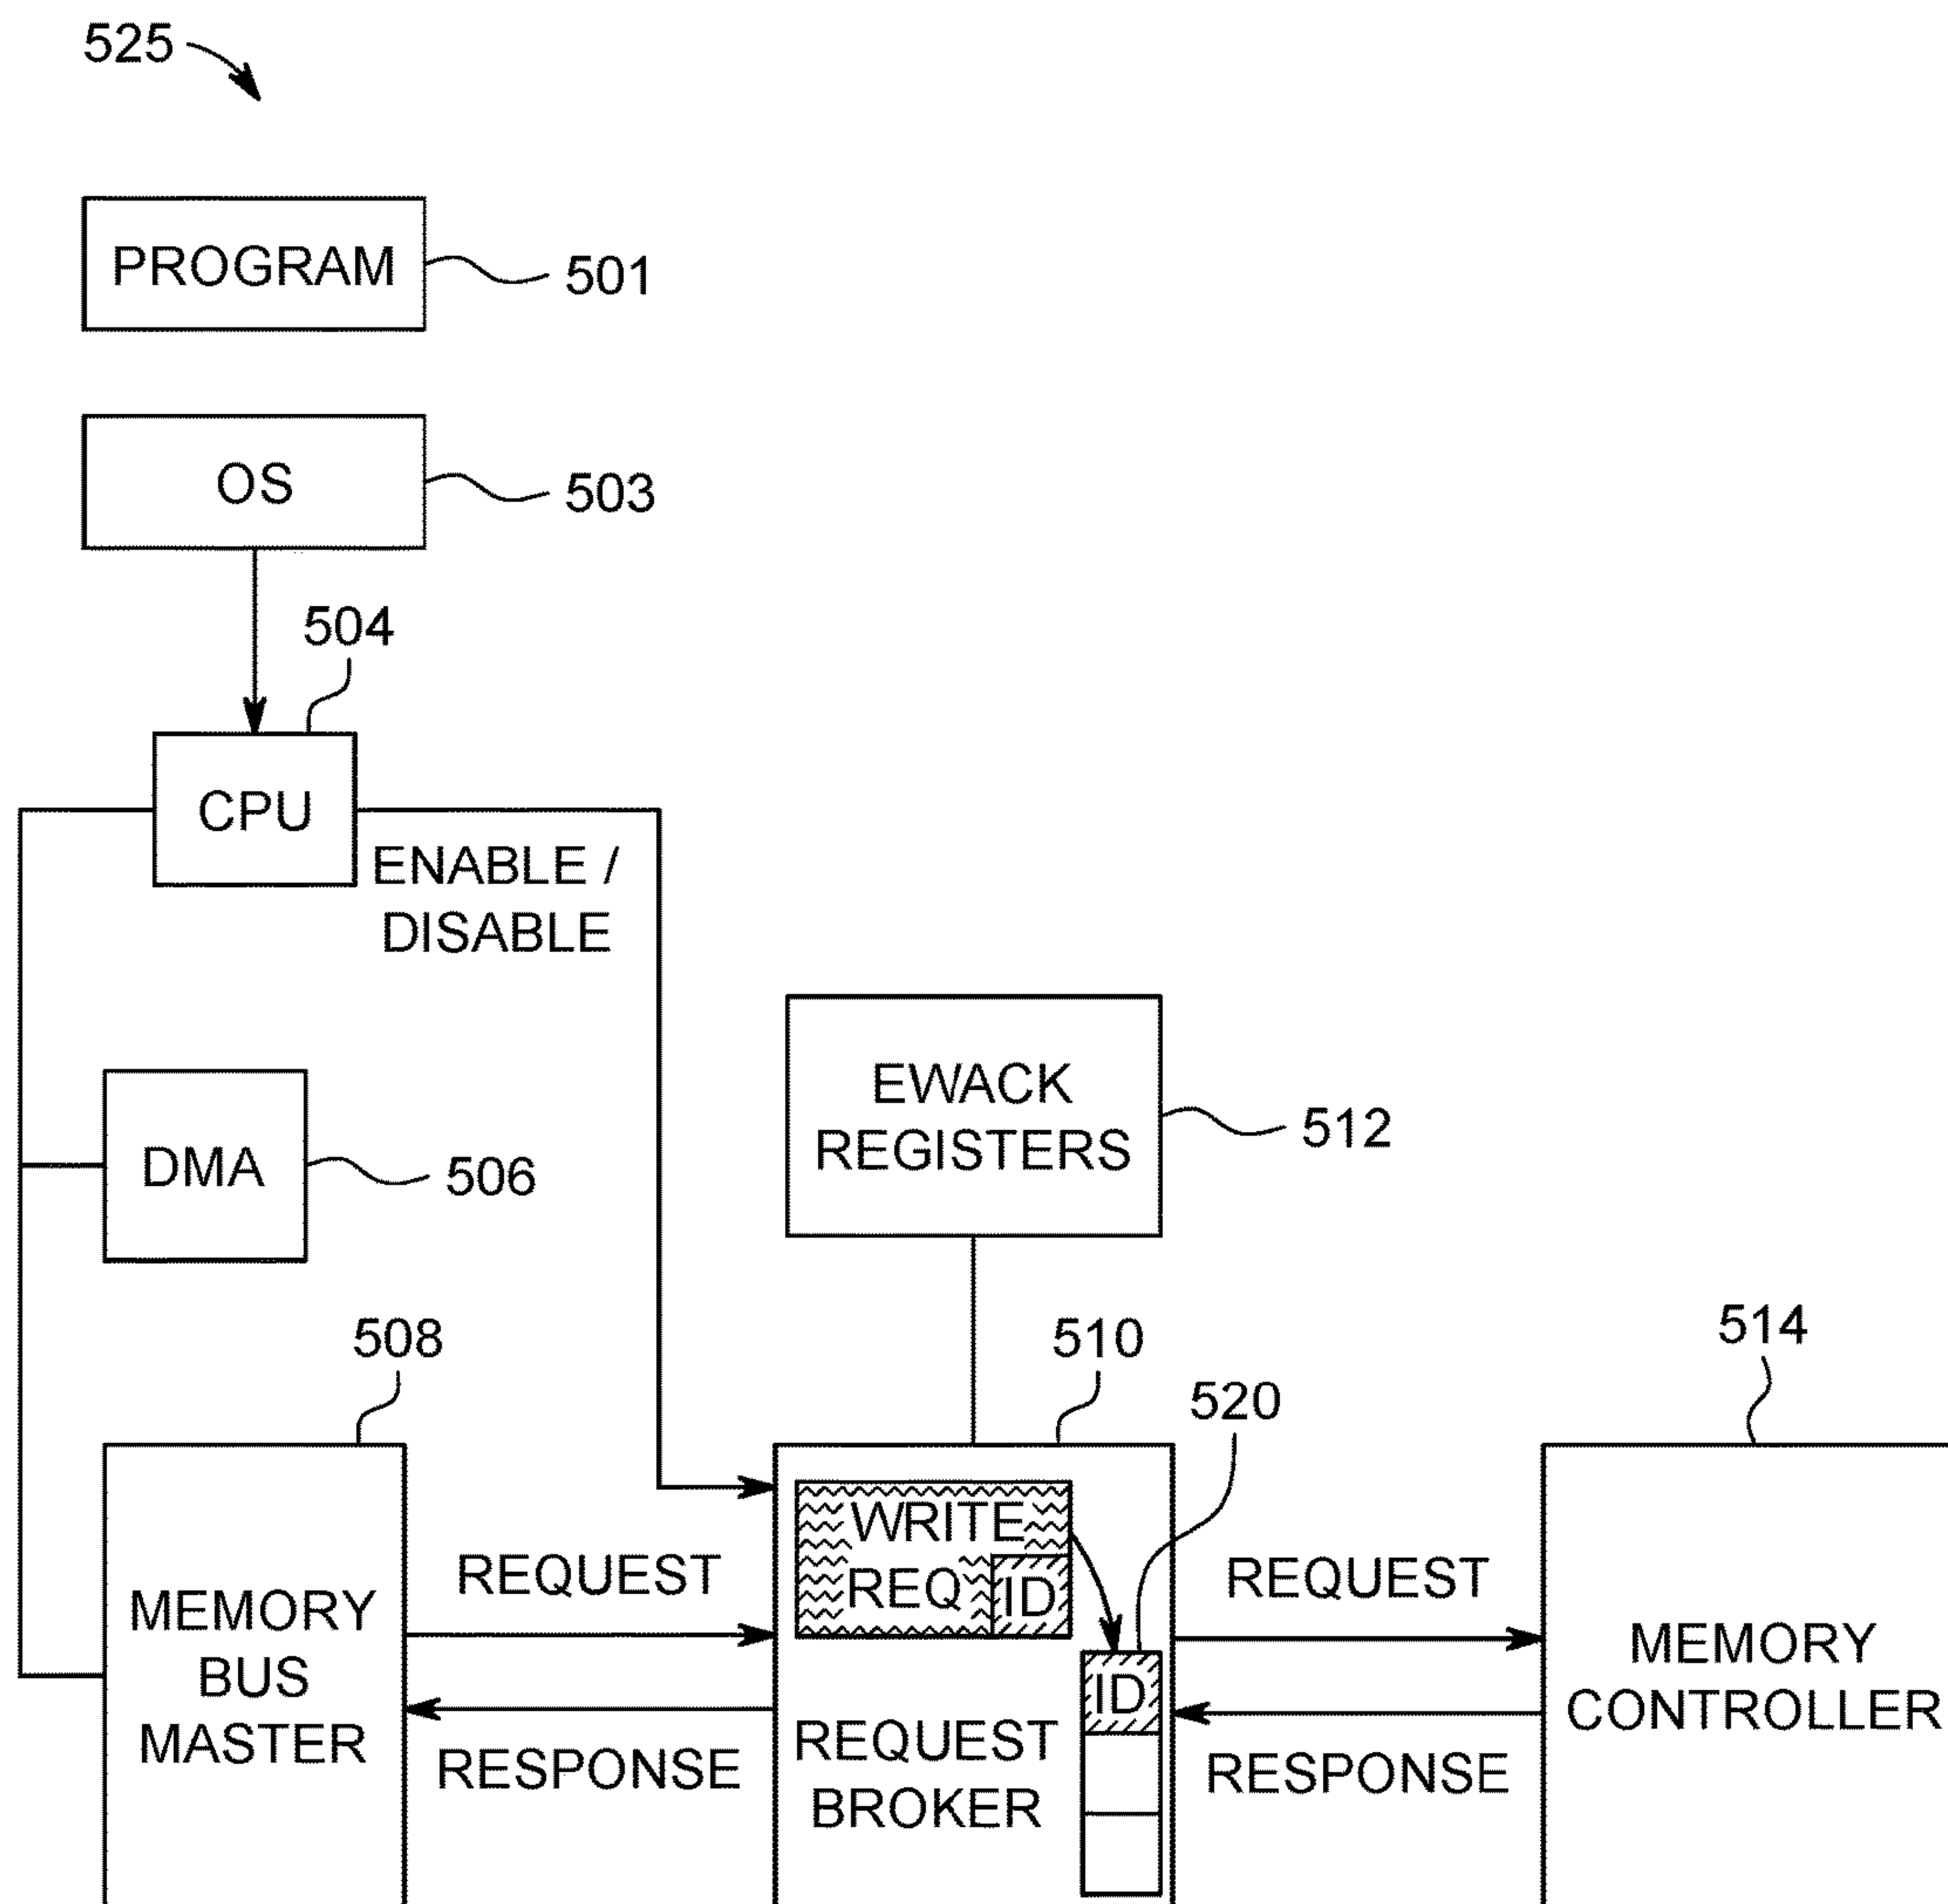 525
PROGRAM
501
OS
503
504
CPU
ENABLE /
DISABLE
EWACK
REGISTERS
512
DMA
506
508
510
514
520
WRITE
REQ
ID
ID
REQUEST
REQUEST
MEMORY
BUS
MASTER
MEMORY
CONTROLLER
REQUEST
BROKER
RESPONSE
RESPONSE